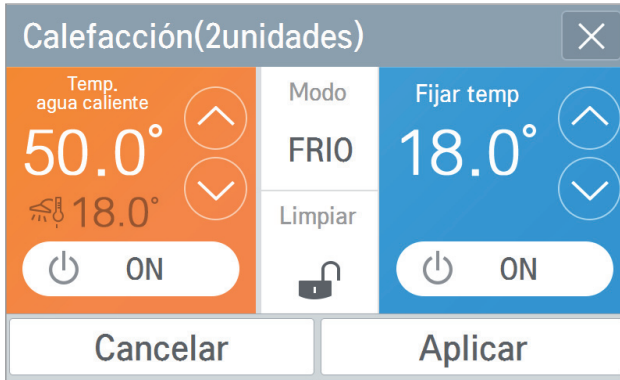 Calefacción(2unidades)
Temp.
agua caliente
50.0°
18.0°
ON
Modo
FRIO
Limpiar
Fijar temp
18.0°
ON
Cancelar
Aplicar